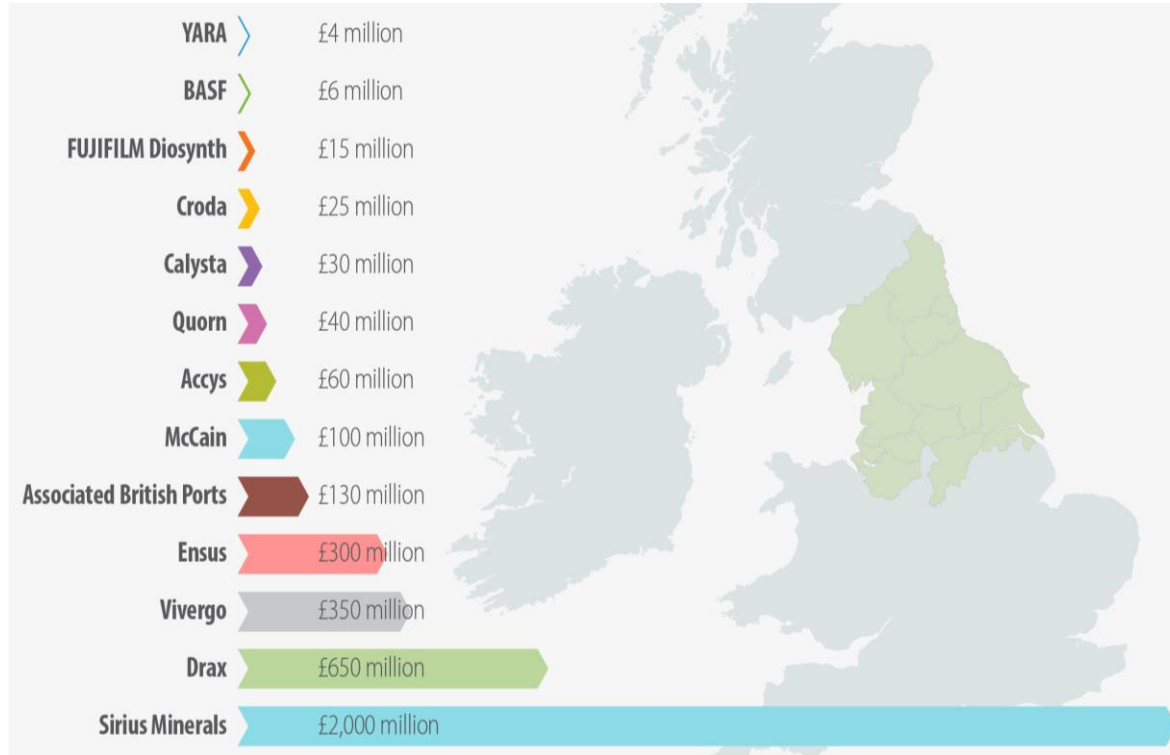 YARA £4 million
BASF £6 million
FUJIFILM Diosynth £15 million
Croda £25 million
Calysta £30 million
Quorn £40 million
Accys £60 million
McCain £100 million
Associated British Ports £130 million
Ensus £300 million
Vivergo £350 million
Drax £650 million
Sirius Minerals £2,000 million